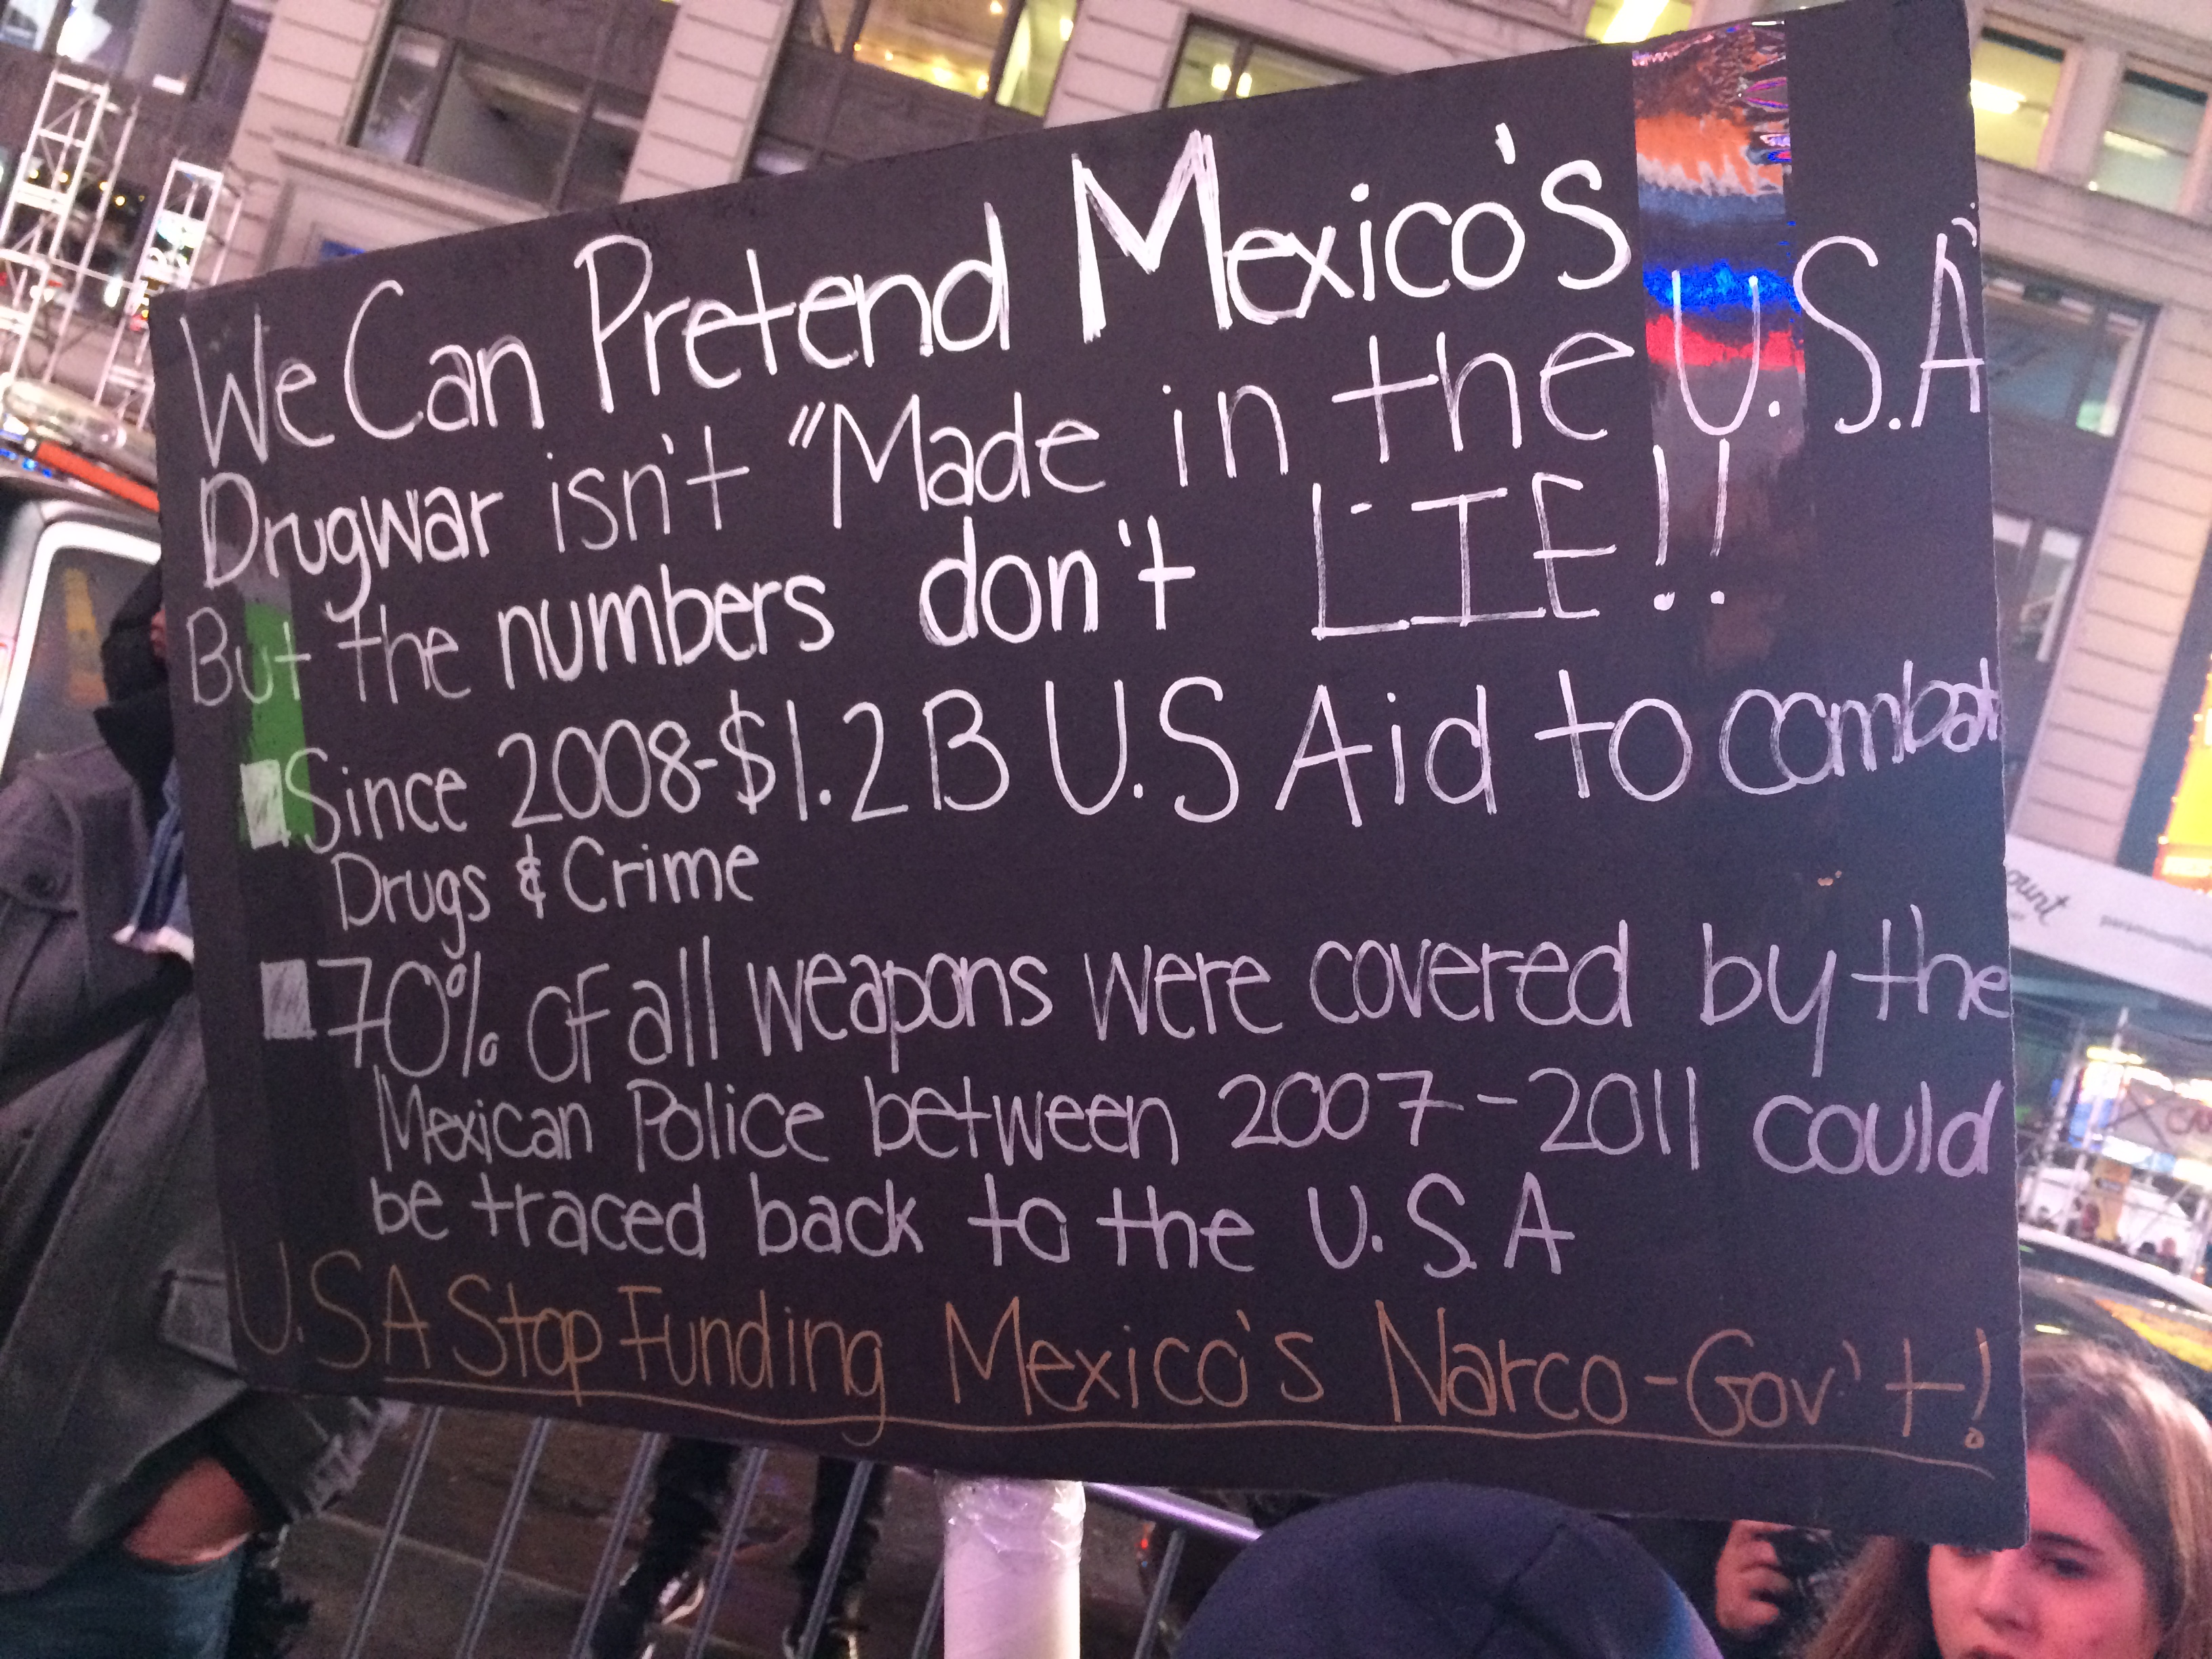 We Can Pretend Mexico's
Drugwar isn't "Made in the U.S.A"
But the numbers don't LIE!!
Since 2008-$1.2B U.S Aid to combat
Drugs & Crime
70% of all weapons were covered by the
Mexican Police between 2007-2011 could
be traced back to the U.S.A
U.S.A Stop Funding Mexico's Narco-Gov't!
ount